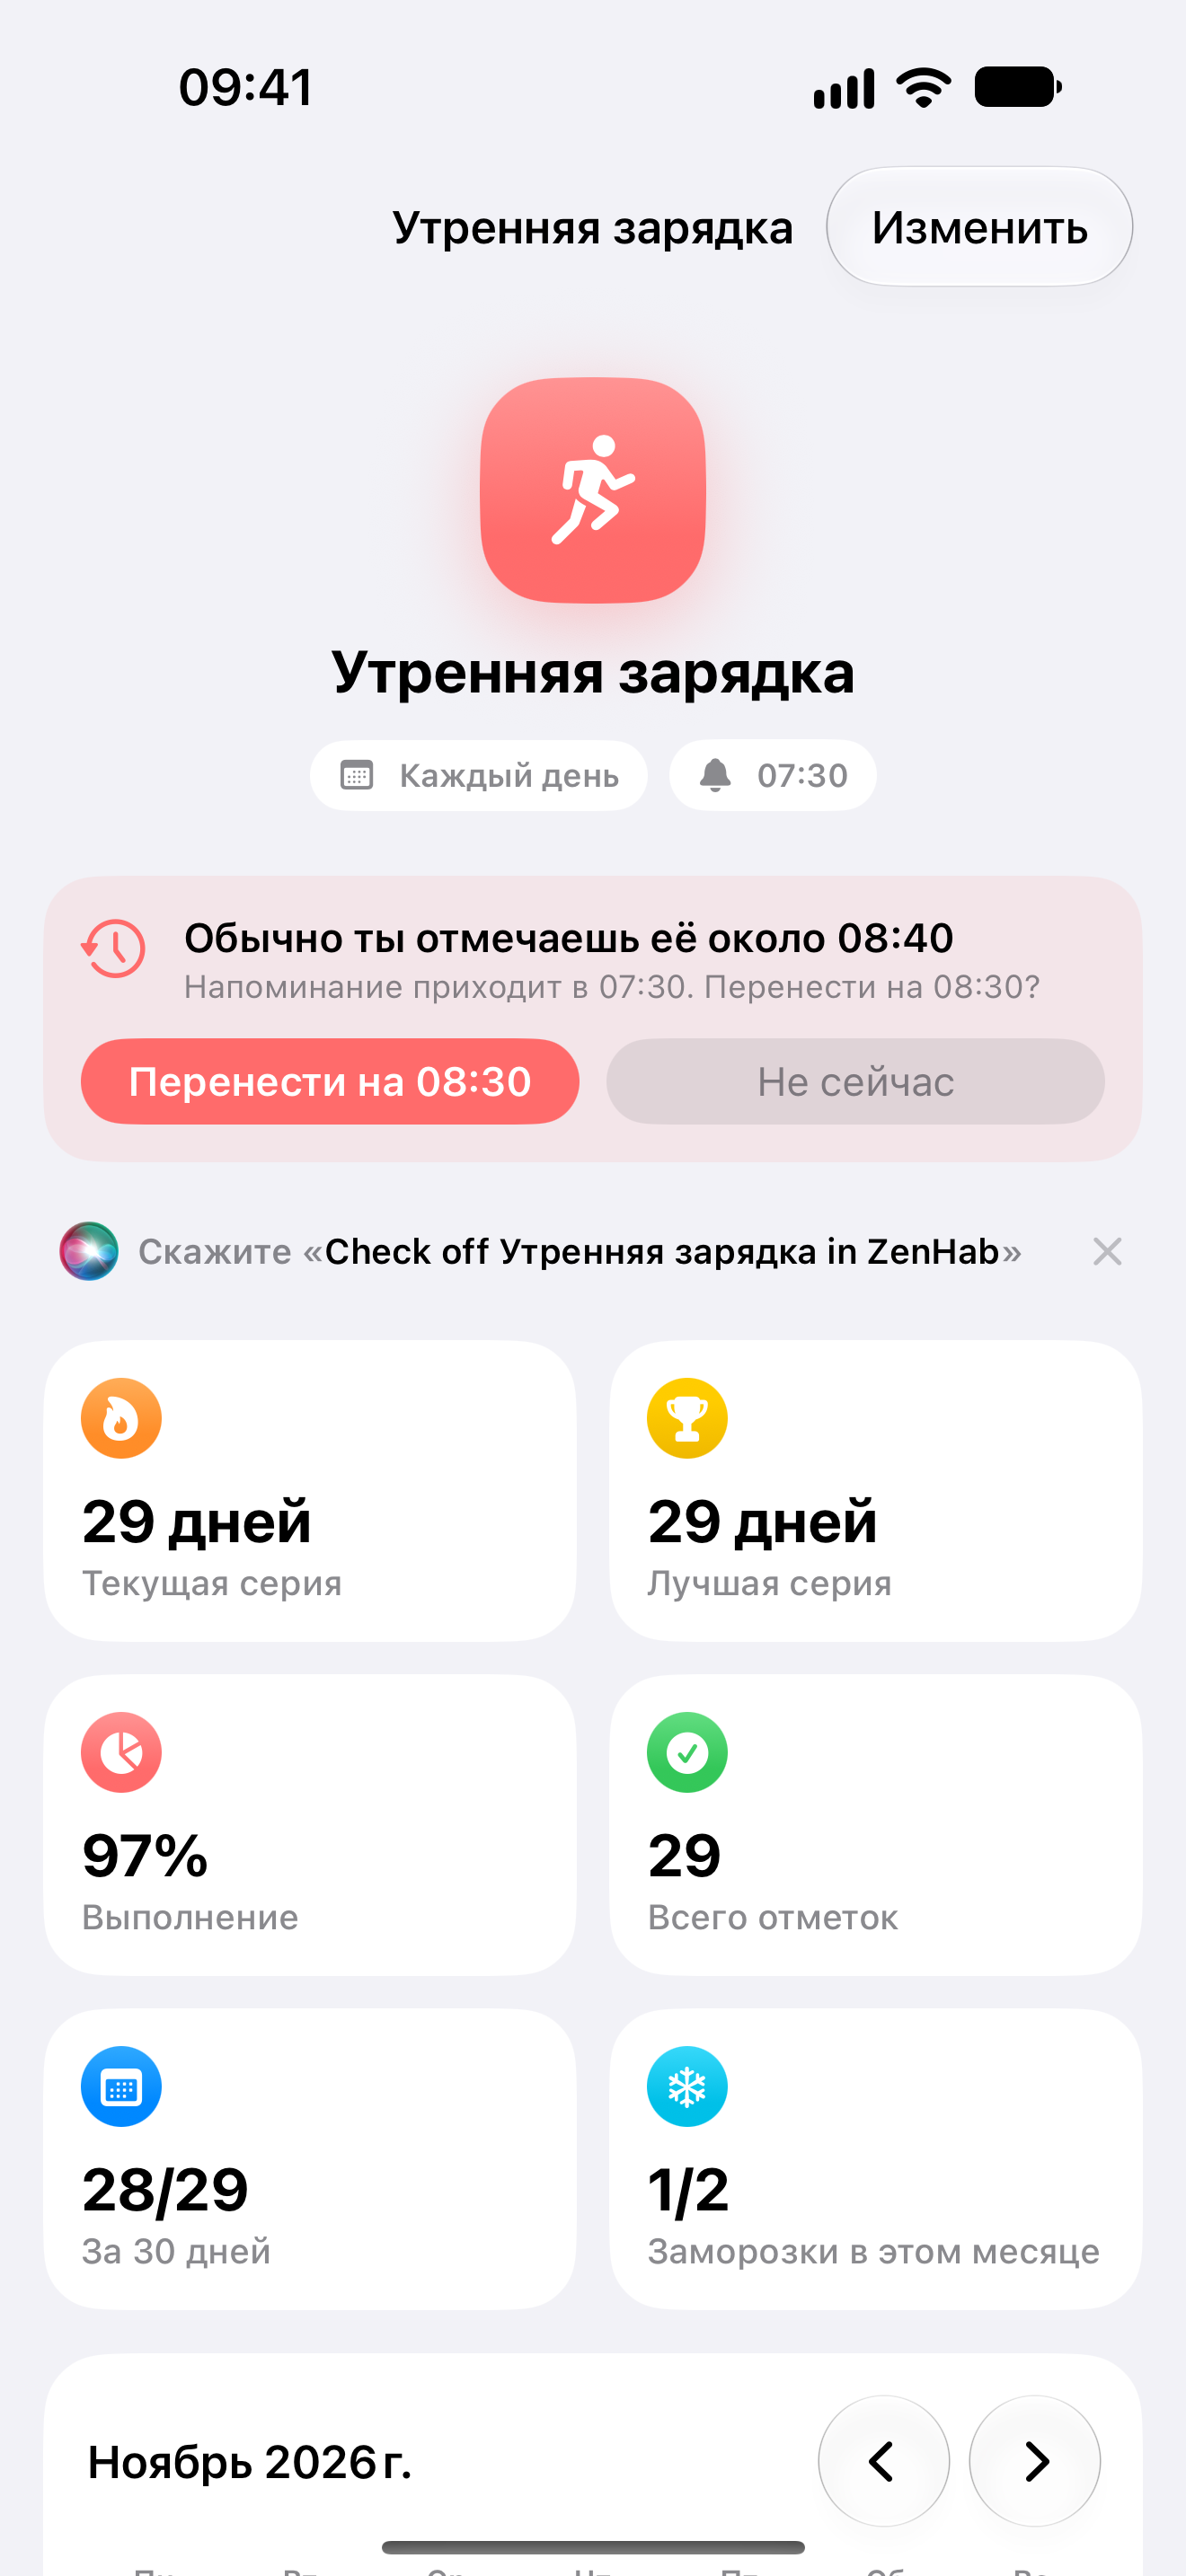 09:41
Утренняя зарядка
Изменить
Утренняя зарядка
Каждый день
07:30
Обычно ты отмечаешь её около 08:40
Напоминание приходит в 07:30. Перенести на 08:30?
Перенести на 08:30
Не сейчас
Скажите «Check off Утренняя зарядка in ZenHab»
29 дней
Текущая серия
29 дней
Лучшая серия
97%
Выполнение
29
Всего отметок
28/29
За 30 дней
1/2
Заморозки в этом месяце
Ноябрь 2026 г.